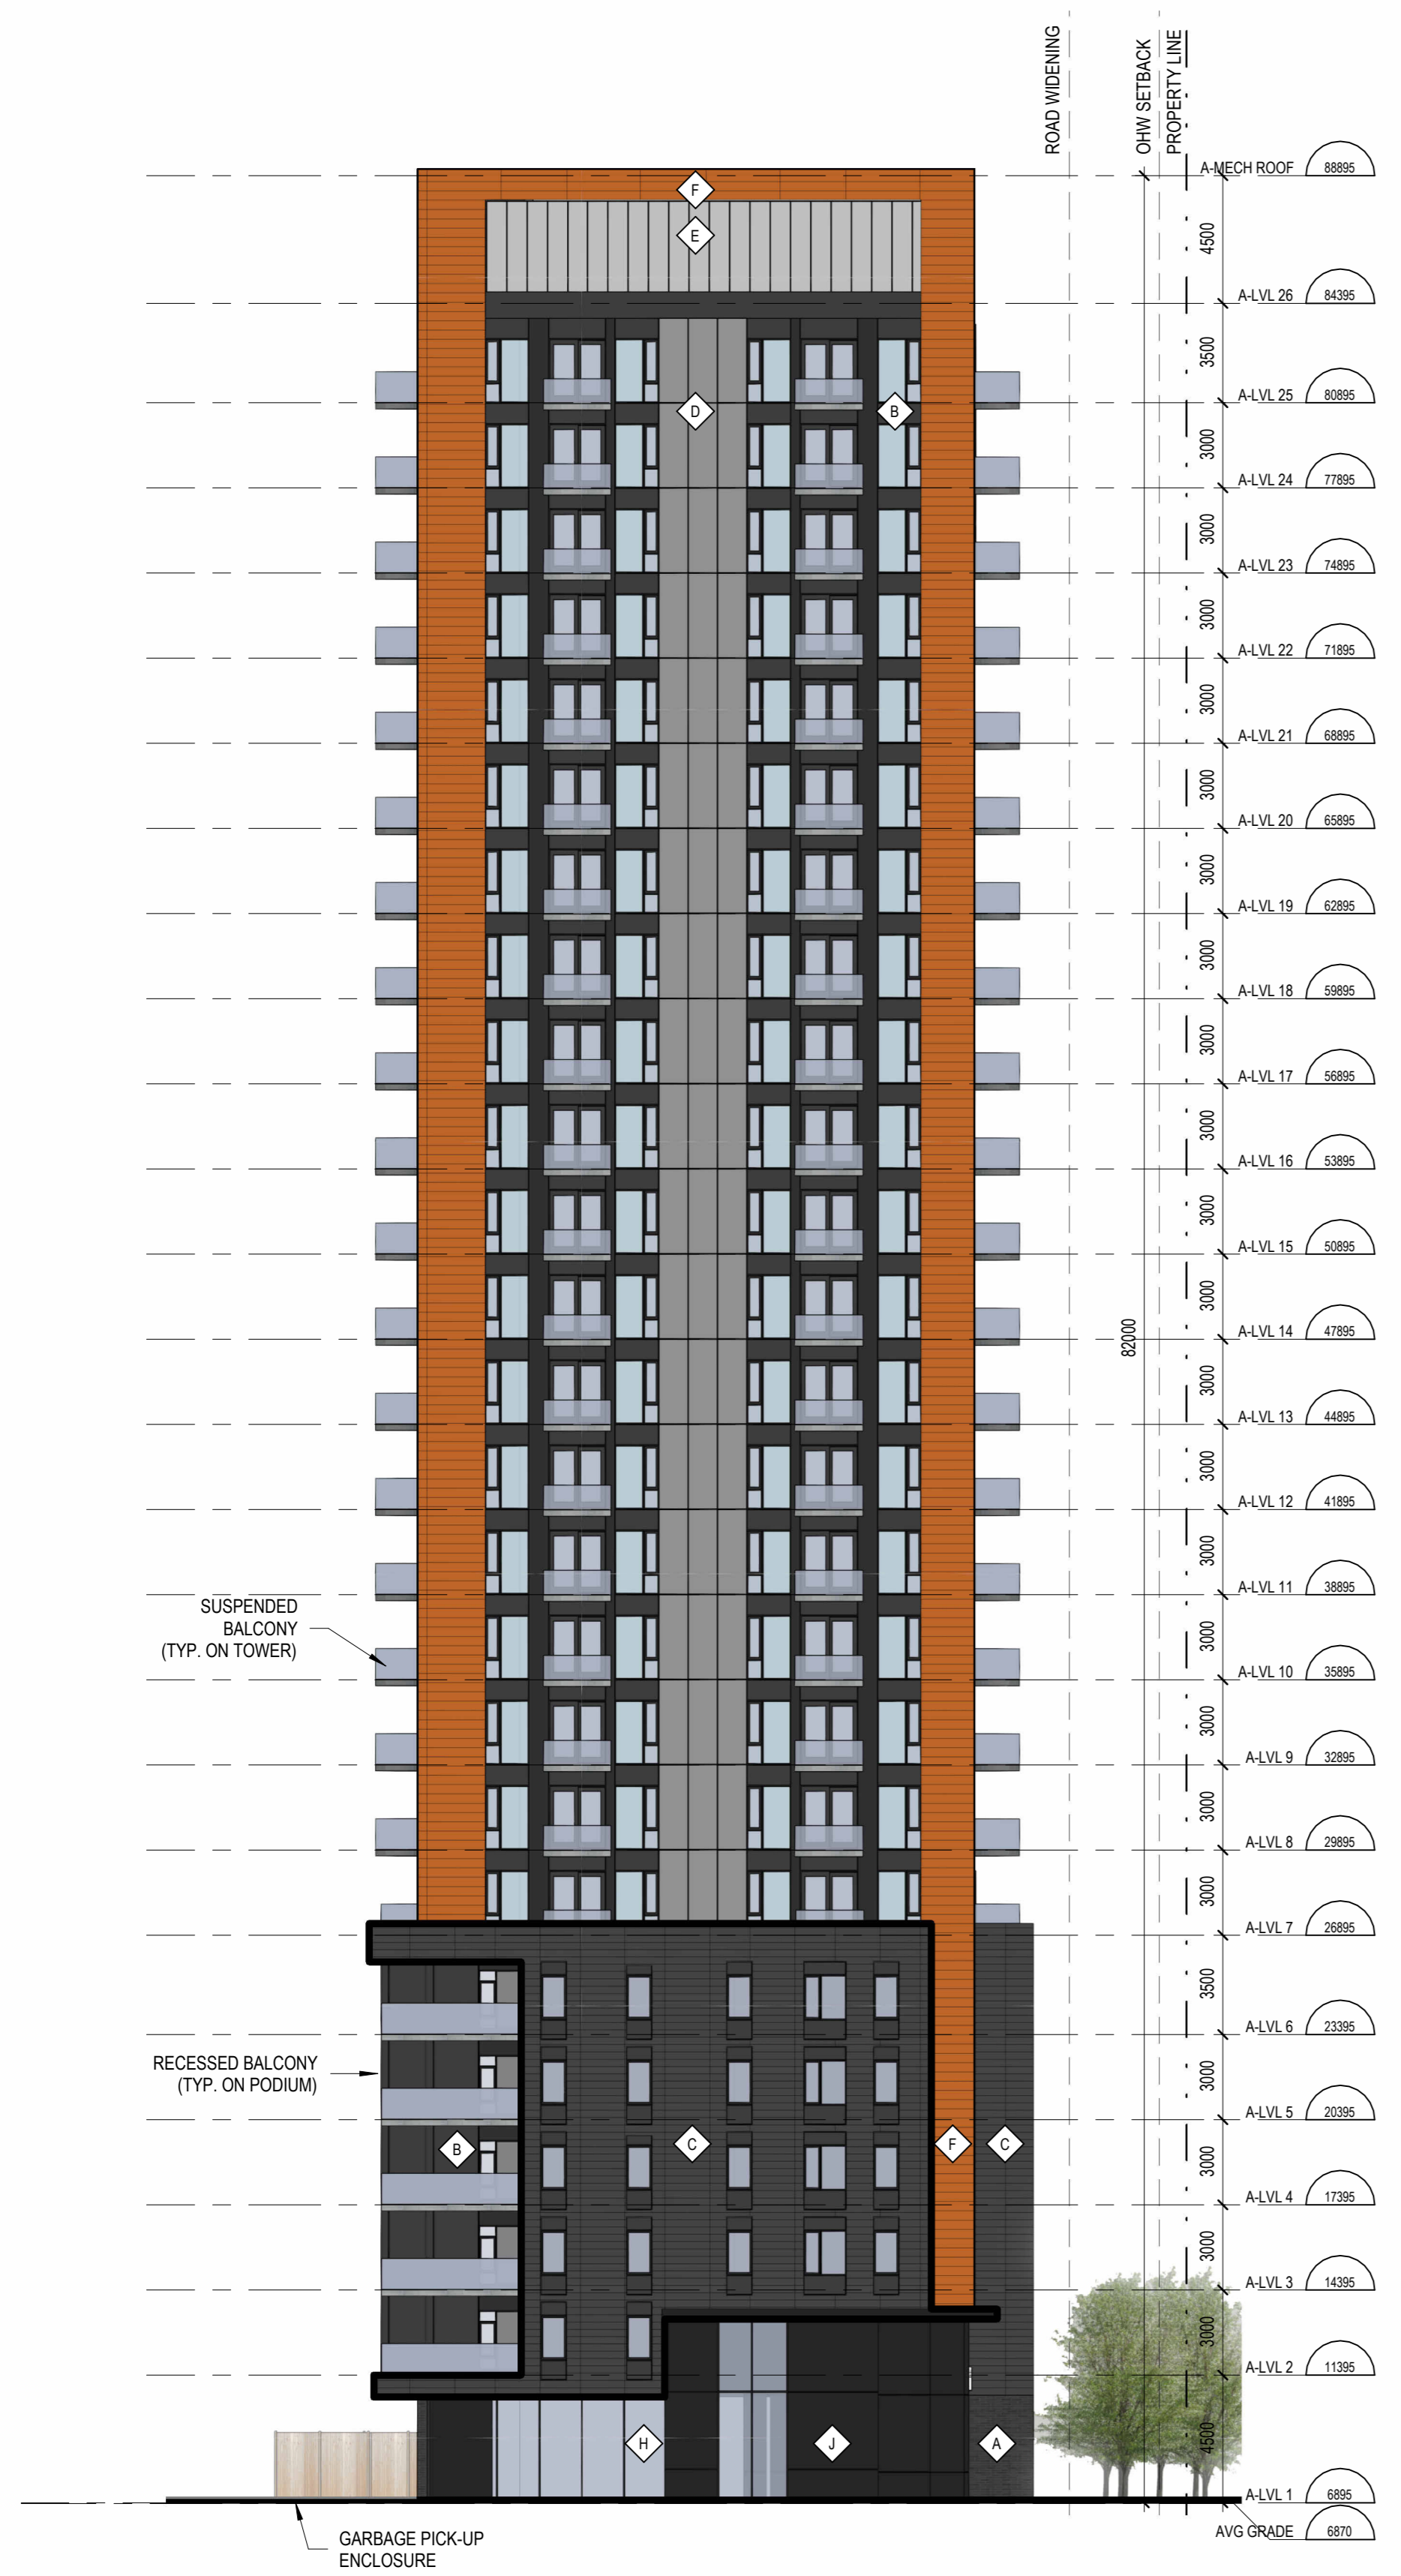 ROAD WIDENING
OHW SETBACK
PROPERTY LINE
A-MECH ROOF 88895
F
E
4500
A-LVL 26 84395
3500
A-LVL 25 80895
D
B
3000
A-LVL 24 77895
3000
A-LVL 23 74895
3000
A-LVL 22 71895
3000
A-LVL 21 68895
3000
A-LVL 20 65895
3000
A-LVL 19 62895
3000
A-LVL 18 59895
3000
A-LVL 17 56895
3000
A-LVL 16 53895
3000
A-LVL 15 50895
3000
82000
A-LVL 14 47895
3000
A-LVL 13 44895
3000
A-LVL 12 41895
3000
A-LVL 11 38895
SUSPENDED
BALCONY
(TYP. ON TOWER)
3000
A-LVL 10 35895
3000
A-LVL 9 32895
3000
A-LVL 8 29895
3000
A-LVL 7 26895
3500
A-LVL 6 23395
RECESSED BALCONY
(TYP. ON PODIUM)
3000
A-LVL 5 20395
B
C
F
C
3000
A-LVL 4 17395
3000
A-LVL 3 14395
3000
A-LVL 2 11395
H
J
A
4500
A-LVL 1 6895
AVG GRADE 6870
GARBAGE PICK-UP
ENCLOSURE